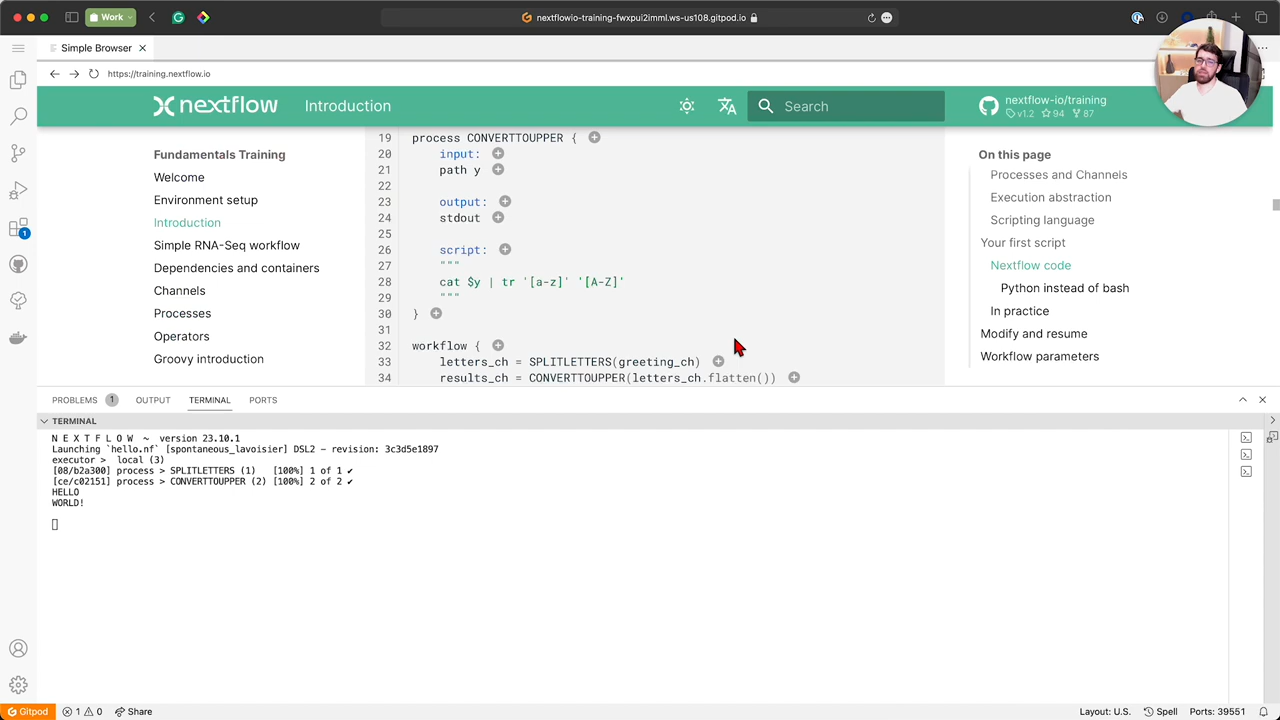 Work
nextflowio-training-fwxpui2imml.ws-us108.gitpod.io
Simple Browser
https://training.nextflow.io
nextflow
Introduction
Search
nextflow-io/training
v1.2 94 87
Fundamentals Training
Welcome
Environment setup
Introduction
Simple RNA-Seq workflow
Dependencies and containers
Channels
Processes
Operators
Groovy introduction
19 process CONVERTTOUPPER {
20 input:
21 path y
22
23 output:
24 stdout
25
26 script:
27 """
28 cat $y | tr '[a-z]' '[A-Z]'
29 """
30 }
31
32 workflow {
33 letters_ch = SPLITLETTERS(greeting_ch)
34 results_ch = CONVERTTOUPPER(letters_ch.flatten())
On this page
Processes and Channels
Execution abstraction
Scripting language
Your first script
Nextflow code
Python instead of bash
In practice
Modify and resume
Workflow parameters
1
PROBLEMS 1 OUTPUT TERMINAL PORTS
TERMINAL
N E X T F L O W ~ version 23.10.1
Launching `hello.nf` [spontaneous_lavoisier] DSL2 - revision: 3c3d5e1897
executor > local (3)
[08/b2a300] process > SPLITLETTERS (1) [100%] 1 of 1 ✔
[ce/c02151] process > CONVERTTOUPPER (2) [100%] 2 of 2 ✔
HELLO
WORLD!
Gitpod 1 0 Share
Layout: U.S. Spell Ports: 39551